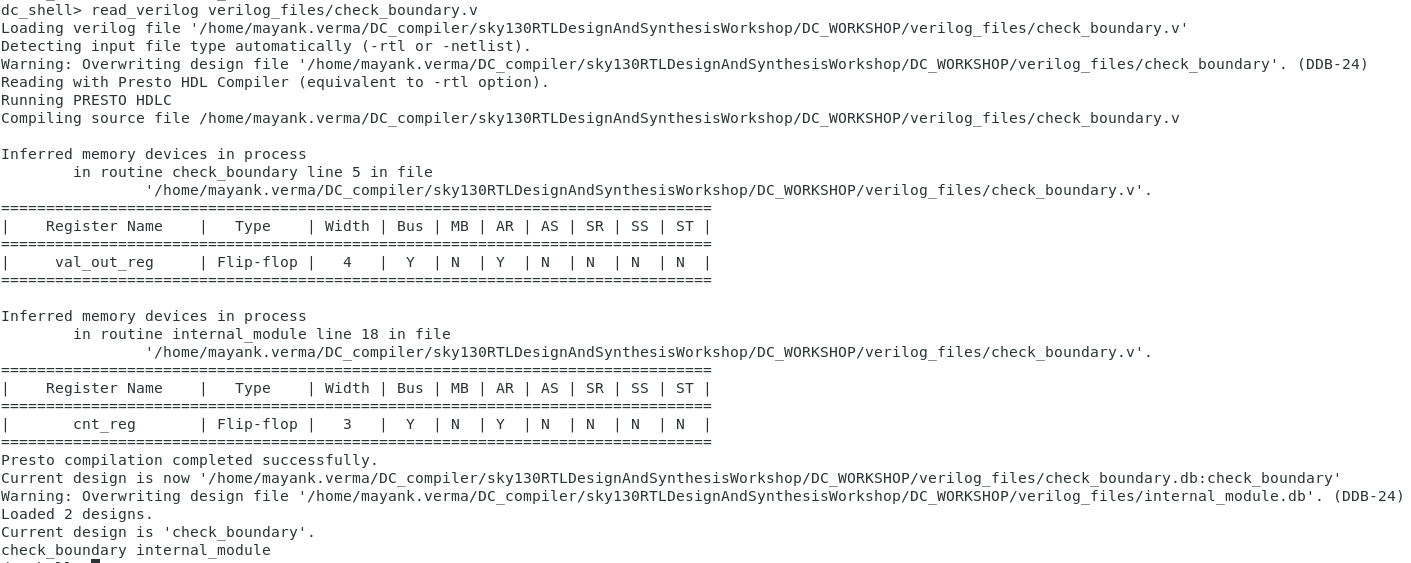 dc_shell> read_verilog verilog_files/check_boundary.v
Loading verilog file '/home/mayank.verma/DC_compiler/sky130RTLDesignAndSynthesisWorkshop/DC_WORKSHOP/verilog_files/check_boundary.v'
Detecting input file type automatically (-rtl or -netlist).
Warning: Overwriting design file '/home/mayank.verma/DC_compiler/sky130RTLDesignAndSynthesisWorkshop/DC_WORKSHOP/verilog_files/check_boundary'. (DDB-24)
Reading with Presto HDL Compiler (equivalent to -rtl option).
Running PRESTO HDLC
Compiling source file /home/mayank.verma/DC_compiler/sky130RTLDesignAndSynthesisWorkshop/DC_WORKSHOP/verilog_files/check_boundary.v

Inferred memory devices in process
        in routine check_boundary line 5 in file
                '/home/mayank.verma/DC_compiler/sky130RTLDesignAndSynthesisWorkshop/DC_WORKSHOP/verilog_files/check_boundary.v'.
===============================================================================
|    Register Name    |   Type    | Width | Bus | MB | AR | AS | SR | SS | ST |
===============================================================================
|     val_out_reg     | Flip-flop |   4   |  Y  | N  | Y  | N  | N  | N  | N  |
===============================================================================

Inferred memory devices in process
        in routine internal_module line 18 in file
                '/home/mayank.verma/DC_compiler/sky130RTLDesignAndSynthesisWorkshop/DC_WORKSHOP/verilog_files/check_boundary.v'.
===============================================================================
|    Register Name    |   Type    | Width | Bus | MB | AR | AS | SR | SS | ST |
===============================================================================
|       cnt_reg       | Flip-flop |   3   |  Y  | N  | Y  | N  | N  | N  | N  |
===============================================================================
Presto compilation completed successfully.
Current design is now '/home/mayank.verma/DC_compiler/sky130RTLDesignAndSynthesisWorkshop/DC_WORKSHOP/verilog_files/check_boundary.db:check_boundary'
Warning: Overwriting design file '/home/mayank.verma/DC_compiler/sky130RTLDesignAndSynthesisWorkshop/DC_WORKSHOP/verilog_files/internal_module.db'. (DDB-24)
Loaded 2 designs.
Current design is 'check_boundary'.
check_boundary internal_module